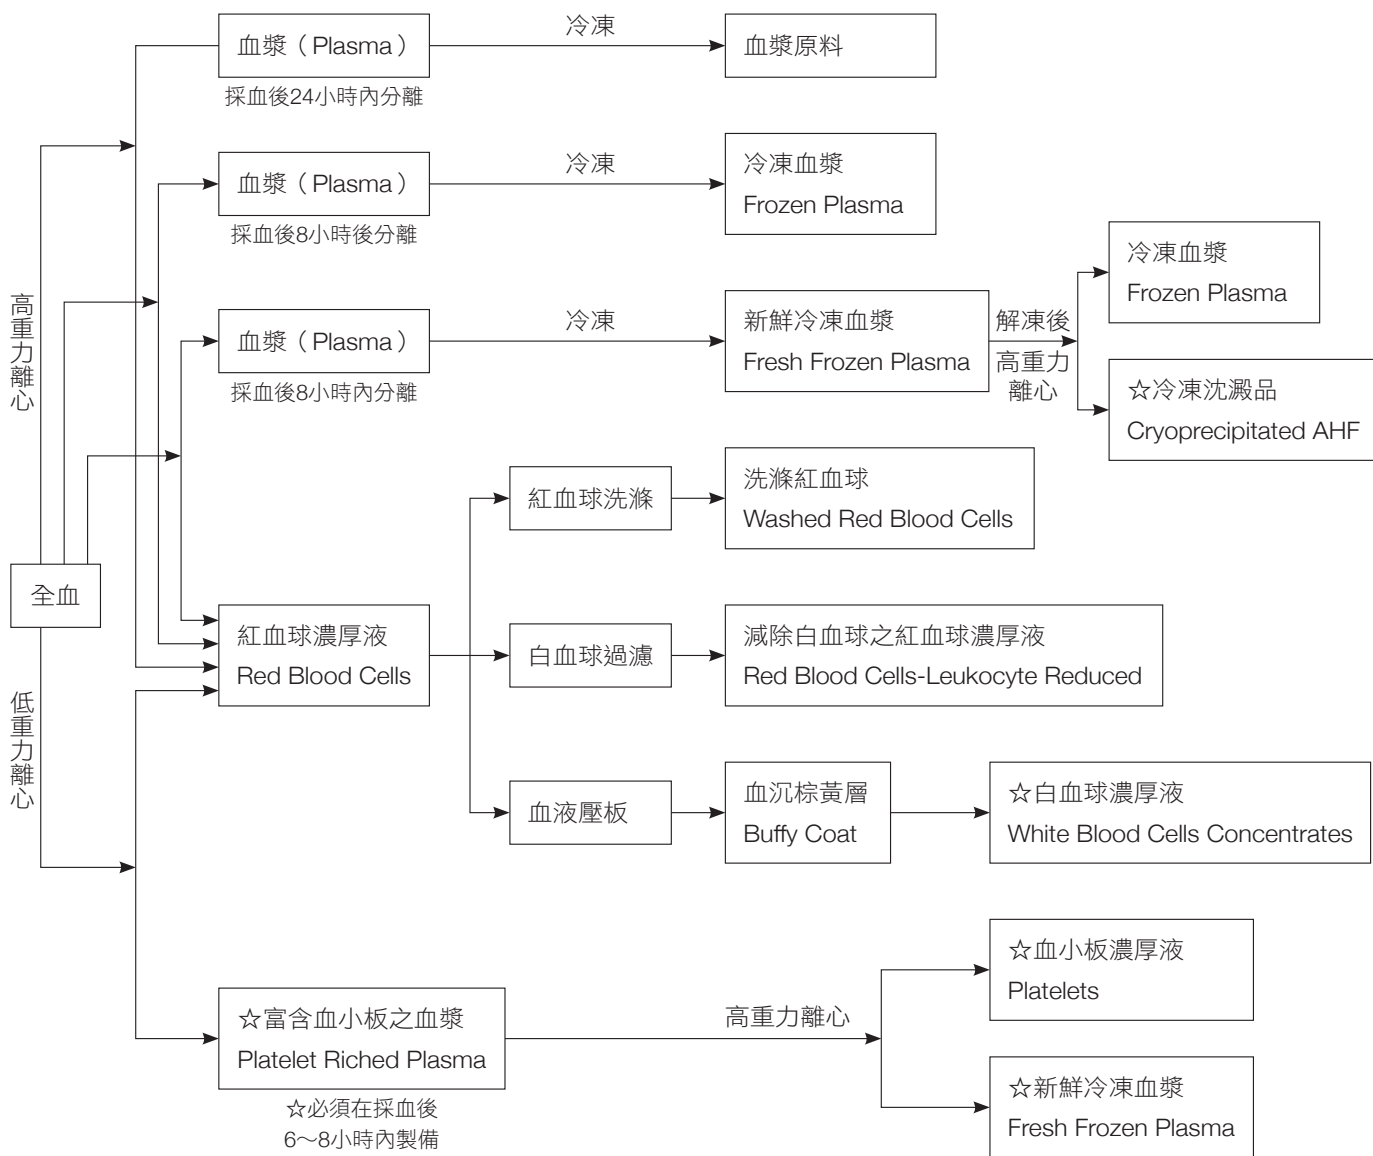 血漿（Plasma）
冷凍
血漿原料
採血後24小時內分離
血漿（Plasma）
冷凍
冷凍血漿
Frozen Plasma
採血後8小時後分離
冷凍血漿
Frozen Plasma
高重力離心
血漿（Plasma）
冷凍
新鮮冷凍血漿
Fresh Frozen Plasma
解凍後
高重力
離心
採血後8小時內分離
☆冷凍沈澱品
Cryoprecipitated AHF
紅血球洗滌
洗滌紅血球
Washed Red Blood Cells
全血
紅血球濃厚液
Red Blood Cells
白血球過濾
減除白血球之紅血球濃厚液
Red Blood Cells-Leukocyte Reduced
低重力離心
血液壓板
血沉棕黃層
Buffy Coat
☆白血球濃厚液
White Blood Cells Concentrates
☆血小板濃厚液
Platelets
☆富含血小板之血漿
Platelet Riched Plasma
高重力離心
☆必須在採血後
6～8小時內製備
☆新鮮冷凍血漿
Fresh Frozen Plasma